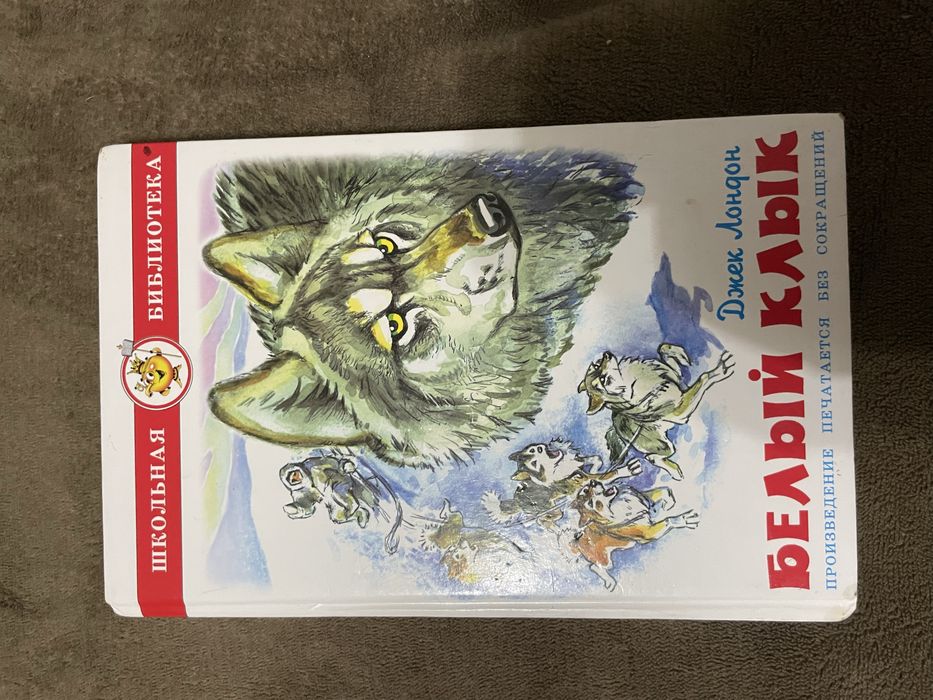 ШКОЛЬНАЯ БИБЛИОТЕКА
Джек Лондон
БЕЛЫЙ КЛЫК
ПРОИЗВЕДЕНИЕ ПЕЧАТАЕТСЯ БЕЗ СОКРАЩЕНИЙ